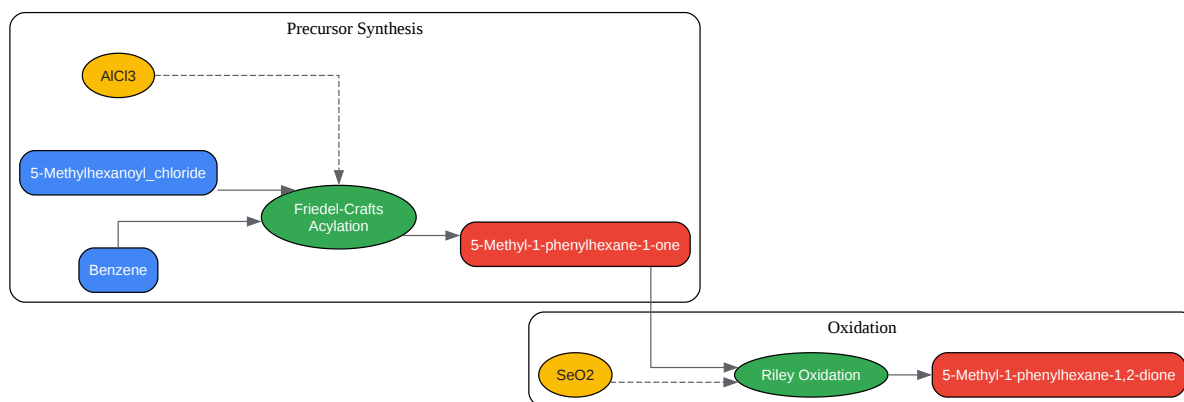 Precursor Synthesis
AlCl3
5-Methylhexanoyl_chloride
Friedel-Crafts
Acylation
5-Methyl-1-phenylhexane-1-one
Benzene
Oxidation
SeO2
Riley Oxidation
5-Methyl-1-phenylhexane-1,2-dione